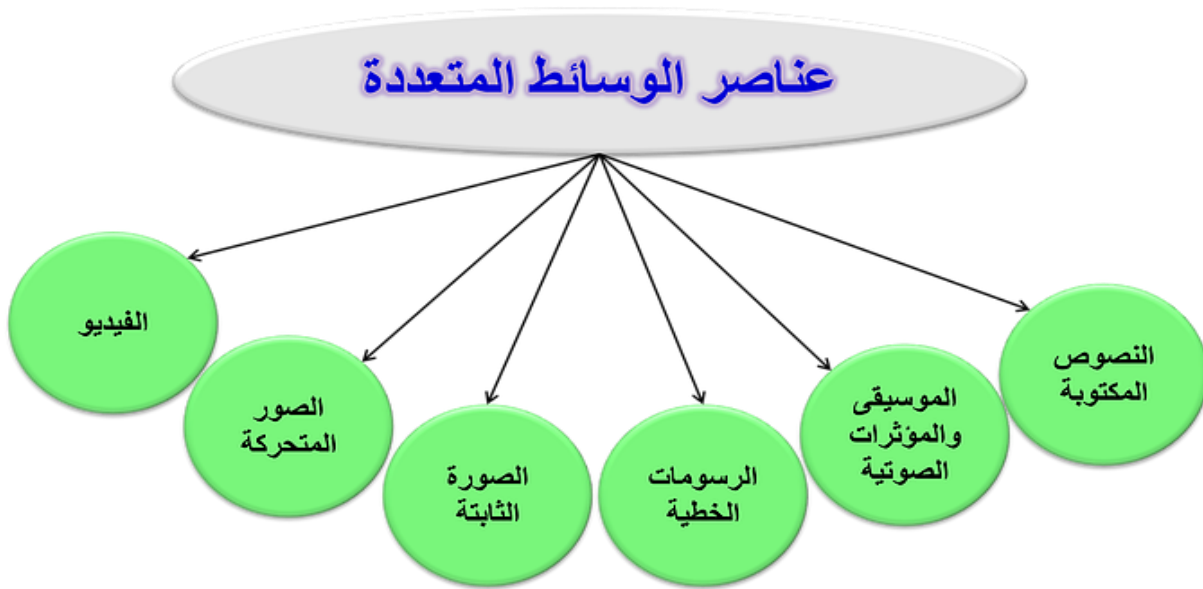 عناصر الوسائط المتعددة
النصوص
المكتوبة
الموسيقى
والمؤثرات
الصوتية
الرسومات
الخطية
الصورة
الثابتة
الصور
المتحركة
الفيديو